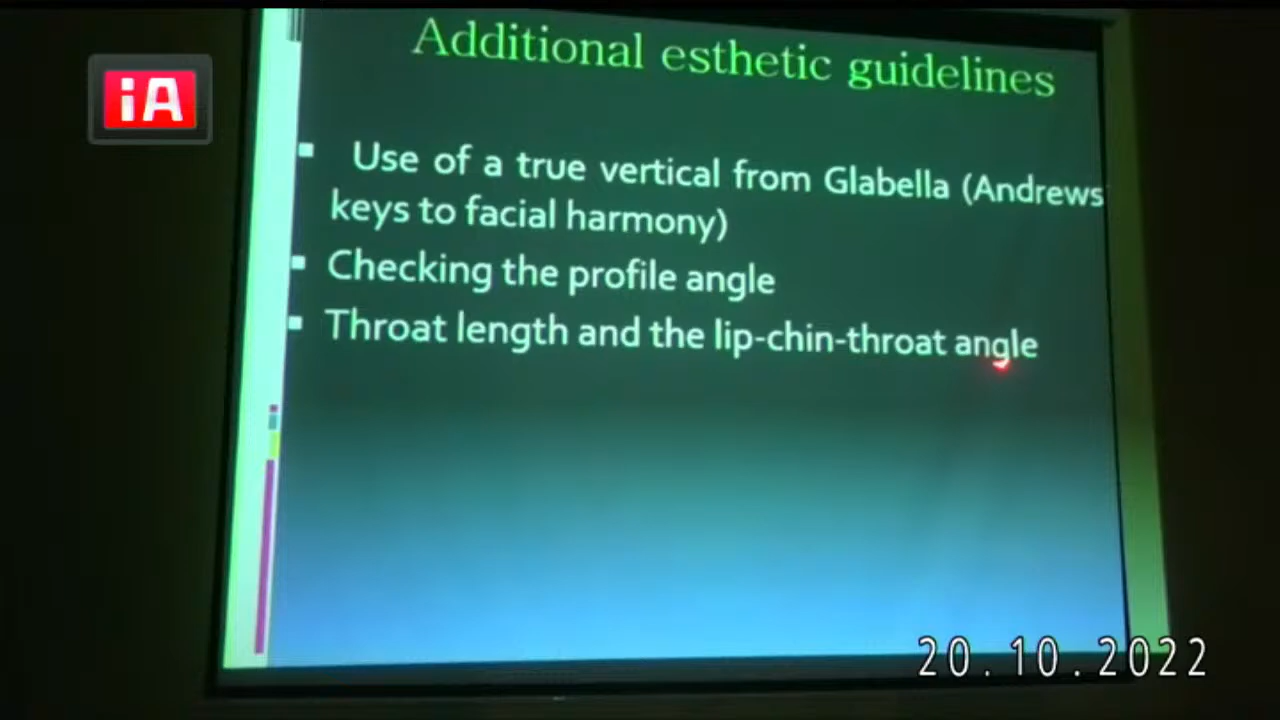 iA
Additional esthetic guidelines
Use of a true vertical from Glabella (Andrews
keys to facial harmony)
Checking the profile angle
Throat length and the lip-chin-throat angle
20.10.2022